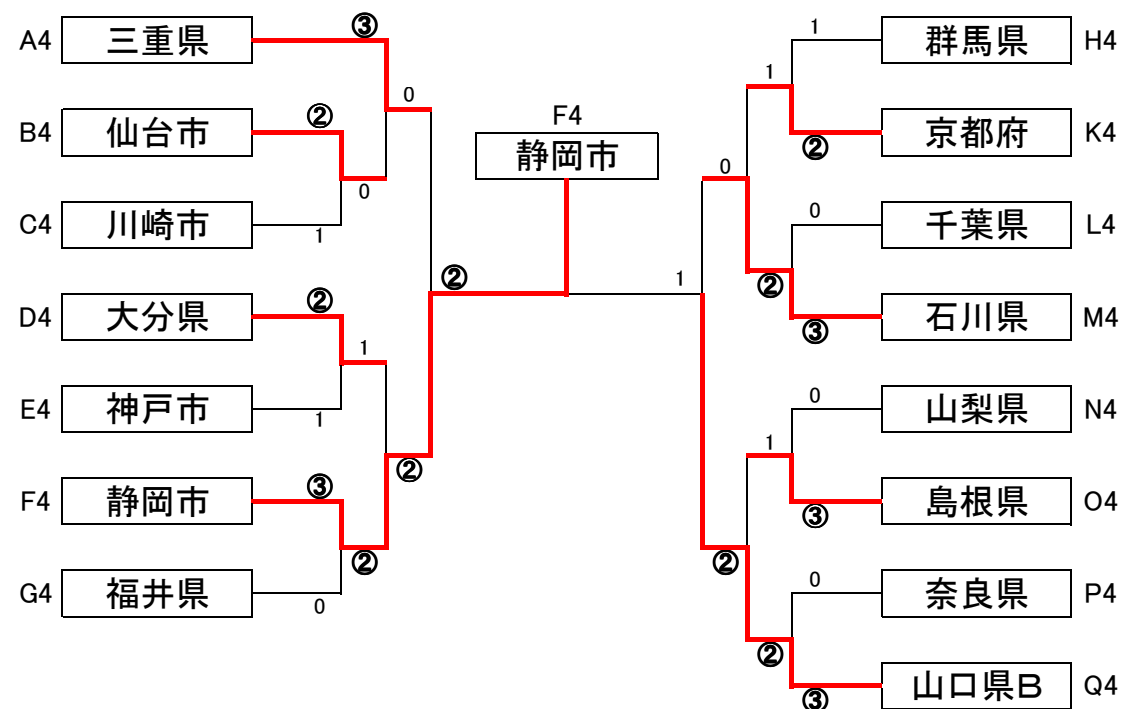 A4 三重県 ③ 1 群馬県 H4
0 1
B4 仙台市 ② F4 ② 京都府 K4
静岡市
0 0
C4 川崎市 1 0 千葉県 L4
② 1
D4 大分県 ② ② ③ 石川県 M4
1
E4 神戸市 1 0 山梨県 N4
② 1
F4 静岡市 ③ ③ 島根県 O4
② ②
G4 福井県 0 0 奈良県 P4
②
③ 山口県B Q4